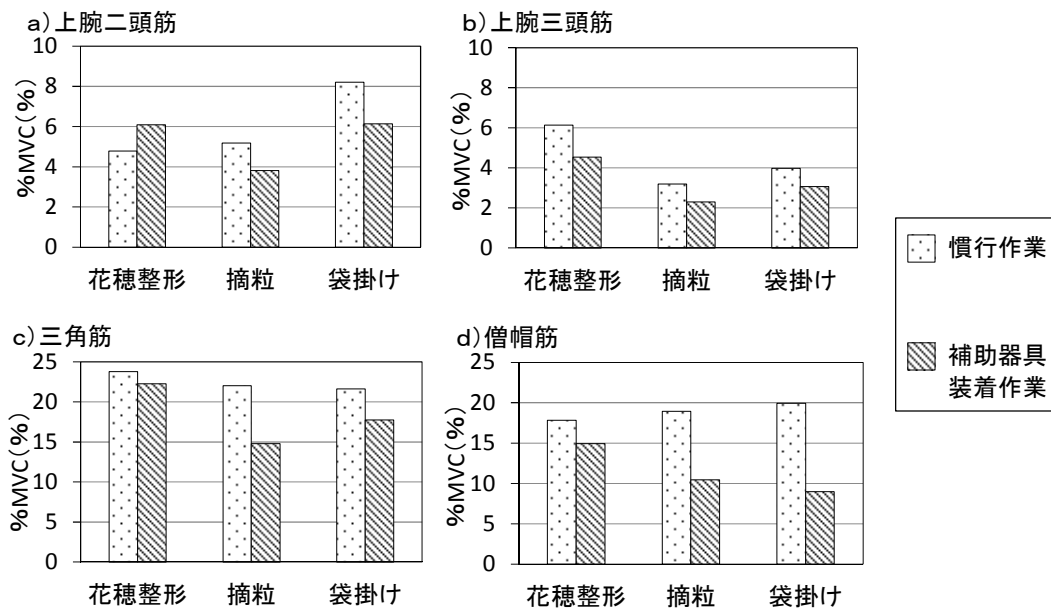 a)上腕二頭筋
10
8
6
4
2
0
%MVC(%)
花穂整形 摘粒 袋掛け
b)上腕三頭筋
10
8
6
4
2
0
%MVC(%)
花穂整形 摘粒 袋掛け
c)三角筋
25
20
15
10
5
0
%MVC(%)
花穂整形 摘粒 袋掛け
d)僧帽筋
25
20
15
10
5
0
%MVC(%)
花穂整形 摘粒 袋掛け
慣行作業
補助器具
装着作業